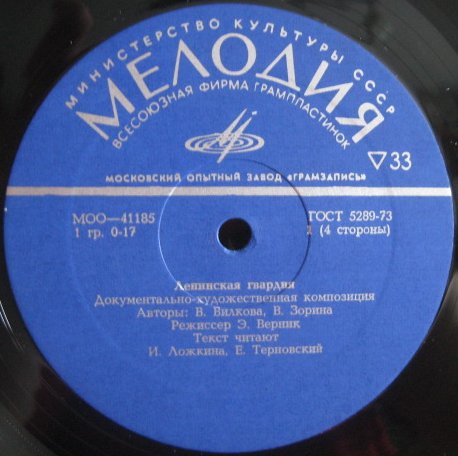 МИНИСТЕРСТВО КУЛЬТУРЫ СССР
МЕЛОДИЯ
ВСЕСОЮЗНАЯ ФИРМА ГРАМПЛАСТИНОК
33
МОСКОВСКИЙ ОПЫТНЫЙ ЗАВОД «ГРАМЗАПИСЬ»
МОО—41185
ГОСТ 5289-73
1 гр. 0-17
1 (4 стороны)
Ленинская гвардия
Документально-художественная композиция
Авторы: В. Вилкова, В. Зорина
Режиссер Э. Верник
Текст читают
И. Ложкина, Е. Терновский